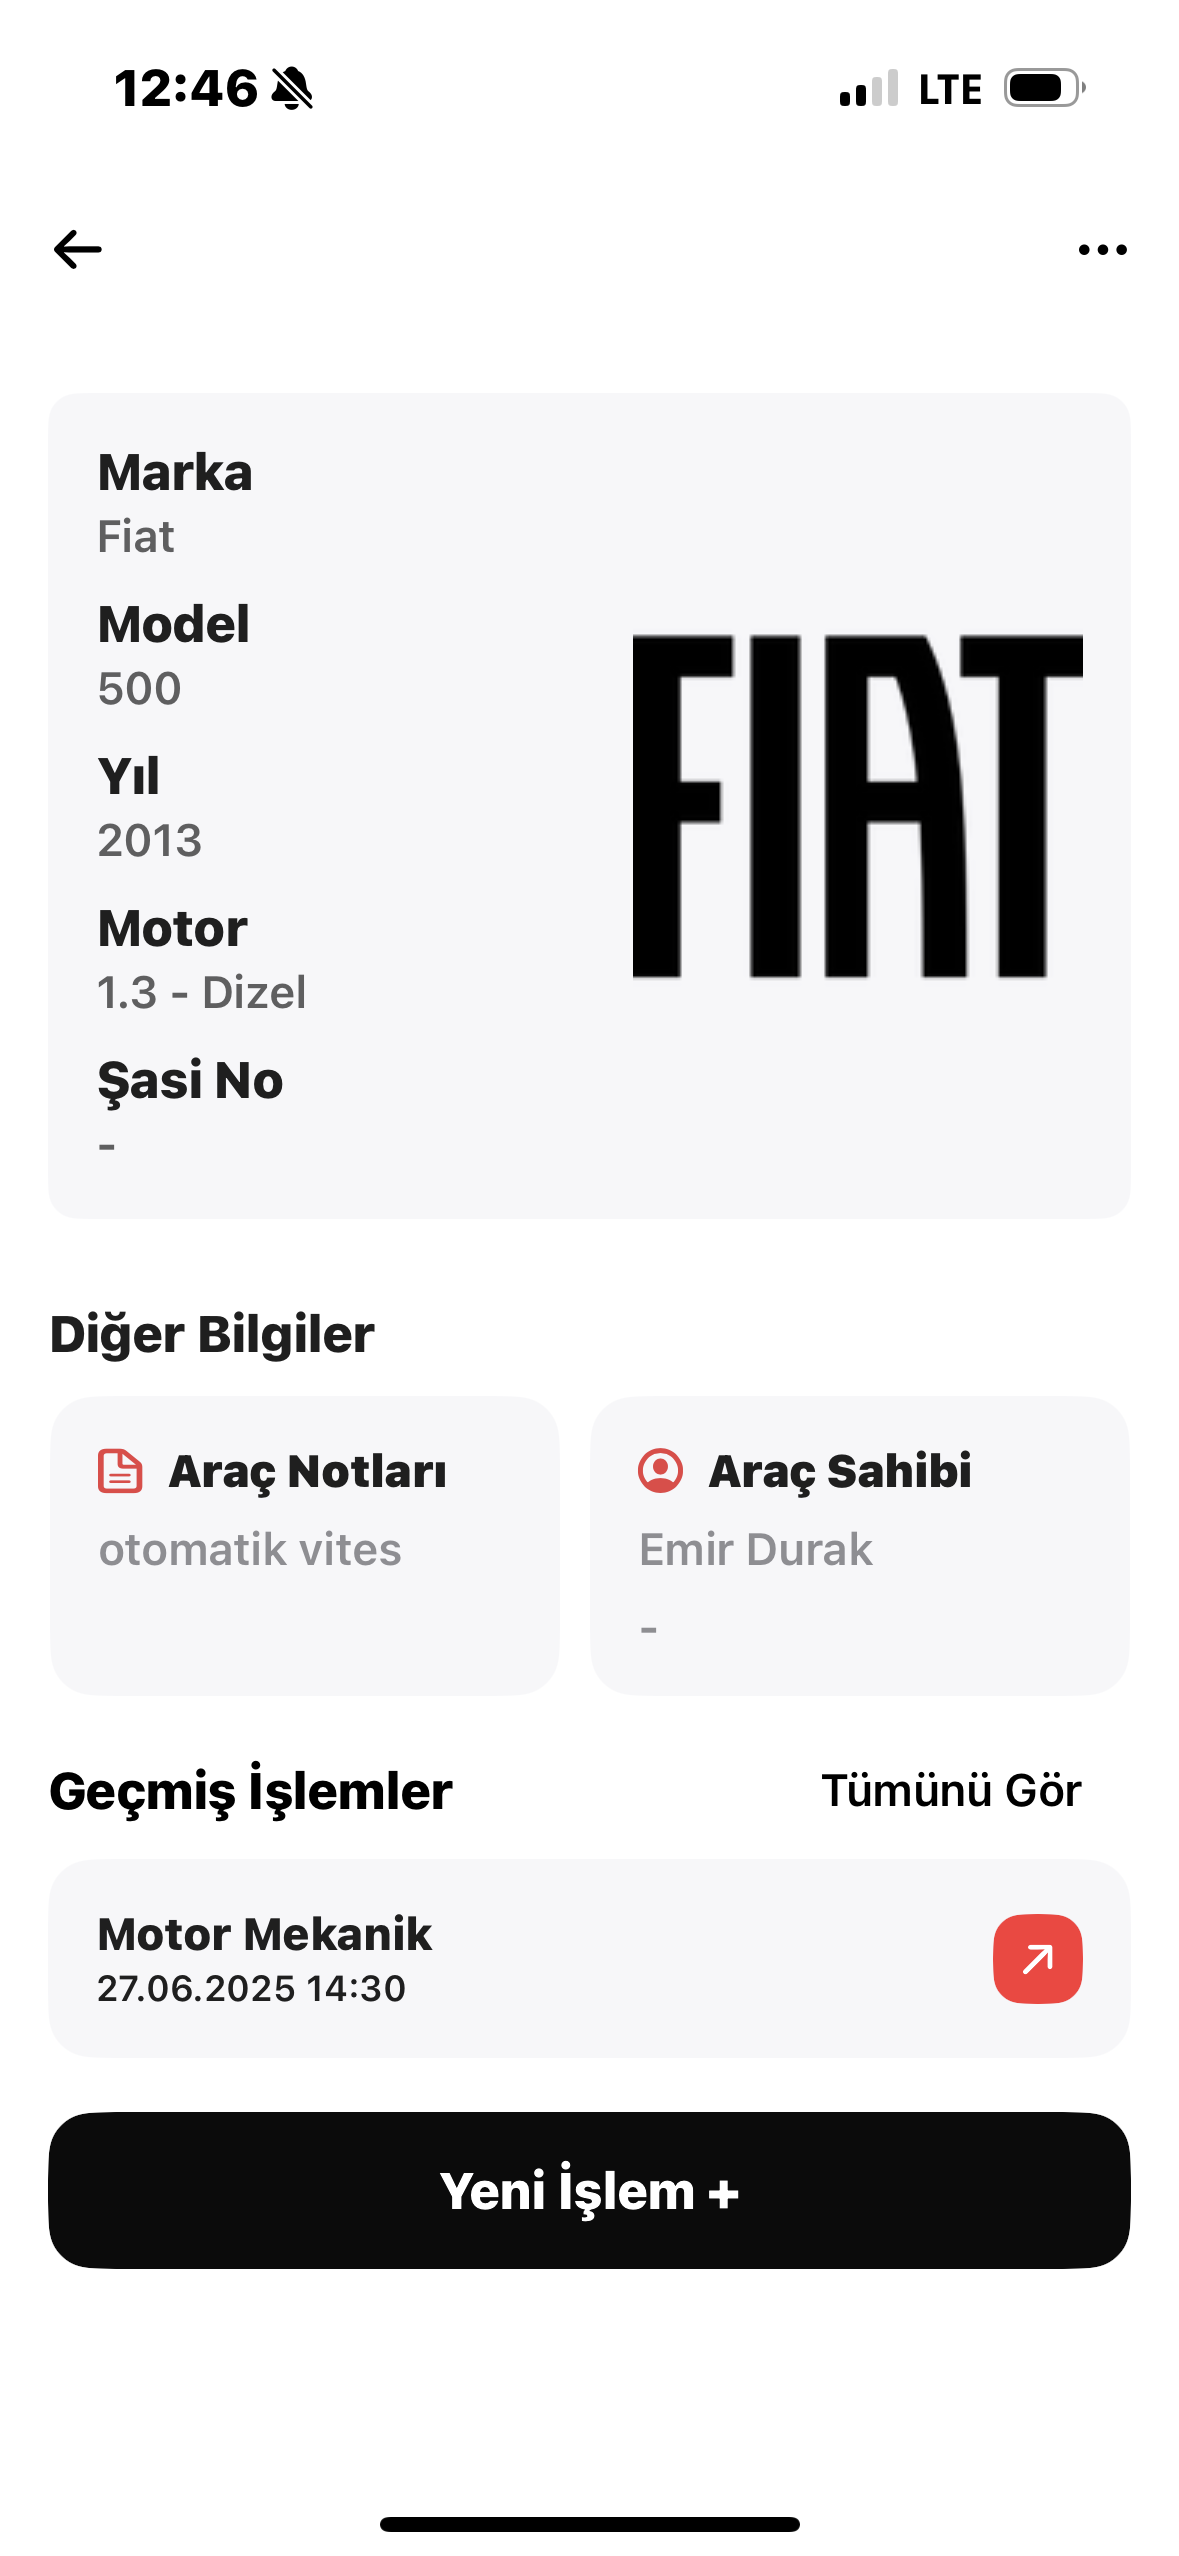 12:46
LTE
Marka
Fiat
Model
500
Yıl
2013
Motor
1.3 - Dizel
Şasi No
-
FIAT
Diğer Bilgiler
Araç Notları
otomatik vites
Araç Sahibi
Emir Durak
-
Geçmiş İşlemler
Tümünü Gör
Motor Mekanik
27.06.2025 14:30
Yeni İşlem +